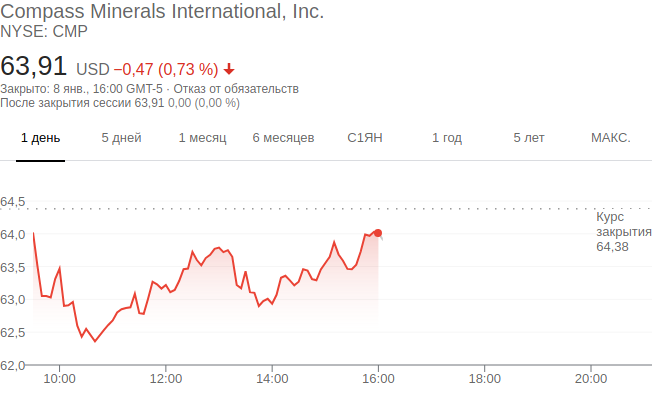 Compass Minerals International, Inc.
NYSE: CMP
63,91 USD −0,47 (0,73 %)
Закрыто: 8 янв., 16:00 GMT-5 · Отказ от обязательств
После закрытия сессии 63,91 0,00 (0,00 %)
1 день 5 дней 1 месяц 6 месяцев С1ЯН 1 год 5 лет МАКС.
64,5
Курс
закрытия
64,38
64,0
63,5
63,0
62,5
62,0
10:00 12:00 14:00 16:00 18:00 20:00